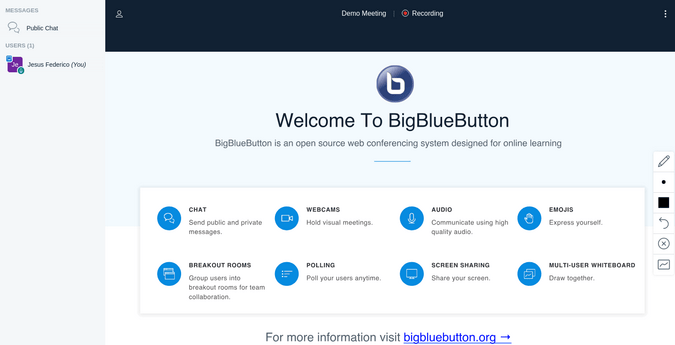 MESSAGES
Public Chat
USERS (1)
Je
Jesus Federico (You)
Demo Meeting
Recording
b
Welcome To BigBlueButton
BigBlueButton is an open source web conferencing system designed for online learning
CHAT
Send public and private
messages.
WEBCAMS
Hold visual meetings.
AUDIO
Communicate using high
quality audio.
EMOJIS
Express yourself.
BREAKOUT ROOMS
Group users into
breakout rooms for team
collaboration.
POLLING
Poll your users anytime.
SCREEN SHARING
Share your screen.
MULTI-USER WHITEBOARD
Draw together.
For more information visit bigbluebutton.org →